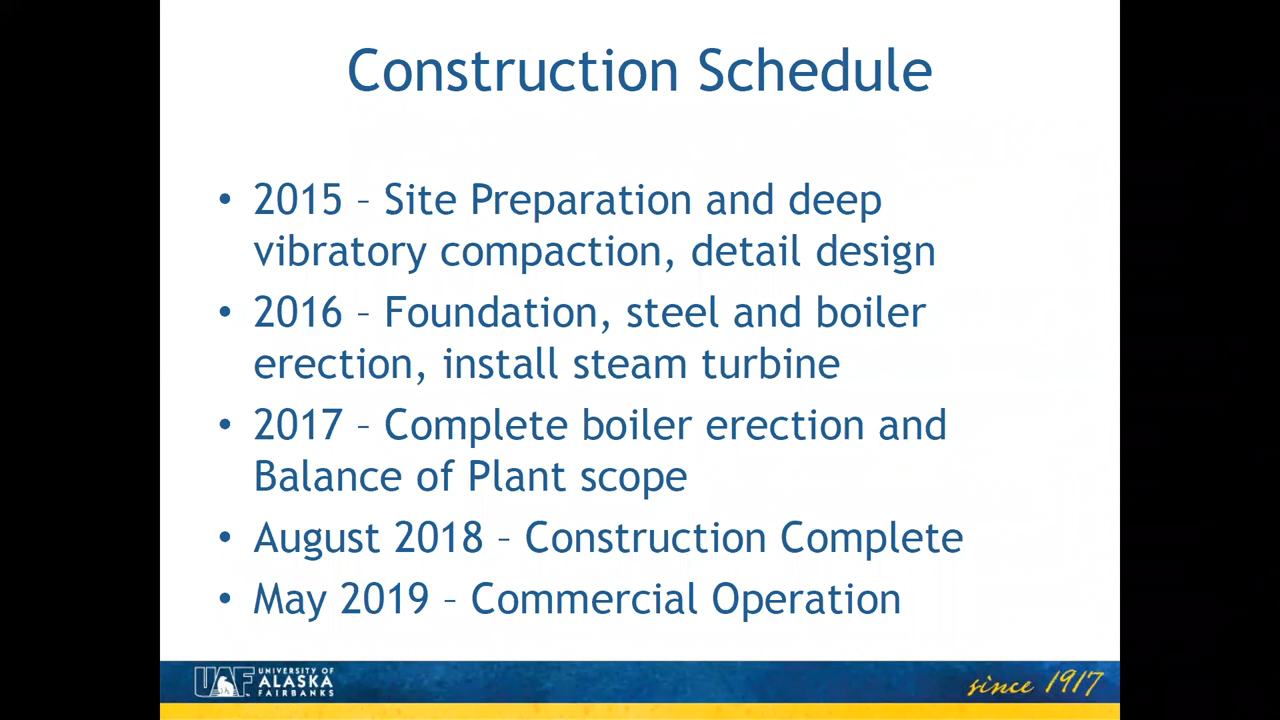 Construction Schedule
• 2015 – Site Preparation and deep
vibratory compaction, detail design
• 2016 – Foundation, steel and boiler
erection, install steam turbine
• 2017 – Complete boiler erection and
Balance of Plant scope
• August 2018 – Construction Complete
• May 2019 – Commercial Operation
UAF UNIVERSITY OF
ALASKA
FAIRBANKS
since 1917